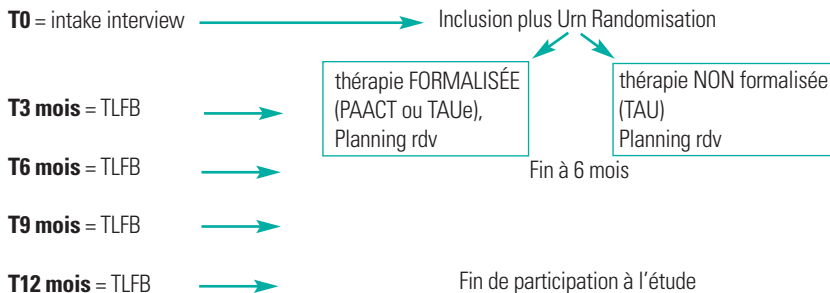 T0 = intake interview
Inclusion plus Urn Randomisation
thérapie FORMALISÉE
(PAACT ou TAUe),
Planning rdv
thérapie NON formalisée
(TAU)
Planning rdv
T3 mois = TLFB
T6 mois = TLFB
Fin à 6 mois
T9 mois = TLFB
T12 mois = TLFB
Fin de participation à l'étude